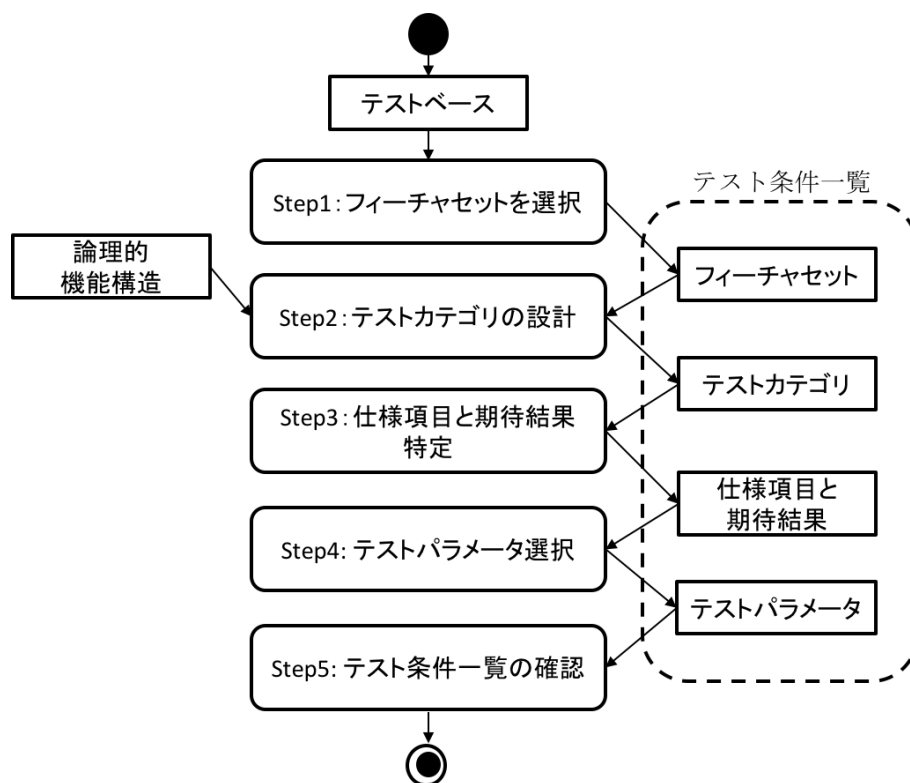 テストベース
Step1：フィーチャセットを選択
テスト条件一覧
論理的
機能構造
フィーチャセット
Step2：テストカテゴリの設計
テストカテゴリ
Step3：仕様項目と期待結果
特定
仕様項目と
期待結果
Step4: テストパラメータ選択
テストパラメータ
Step5: テスト条件一覧の確認